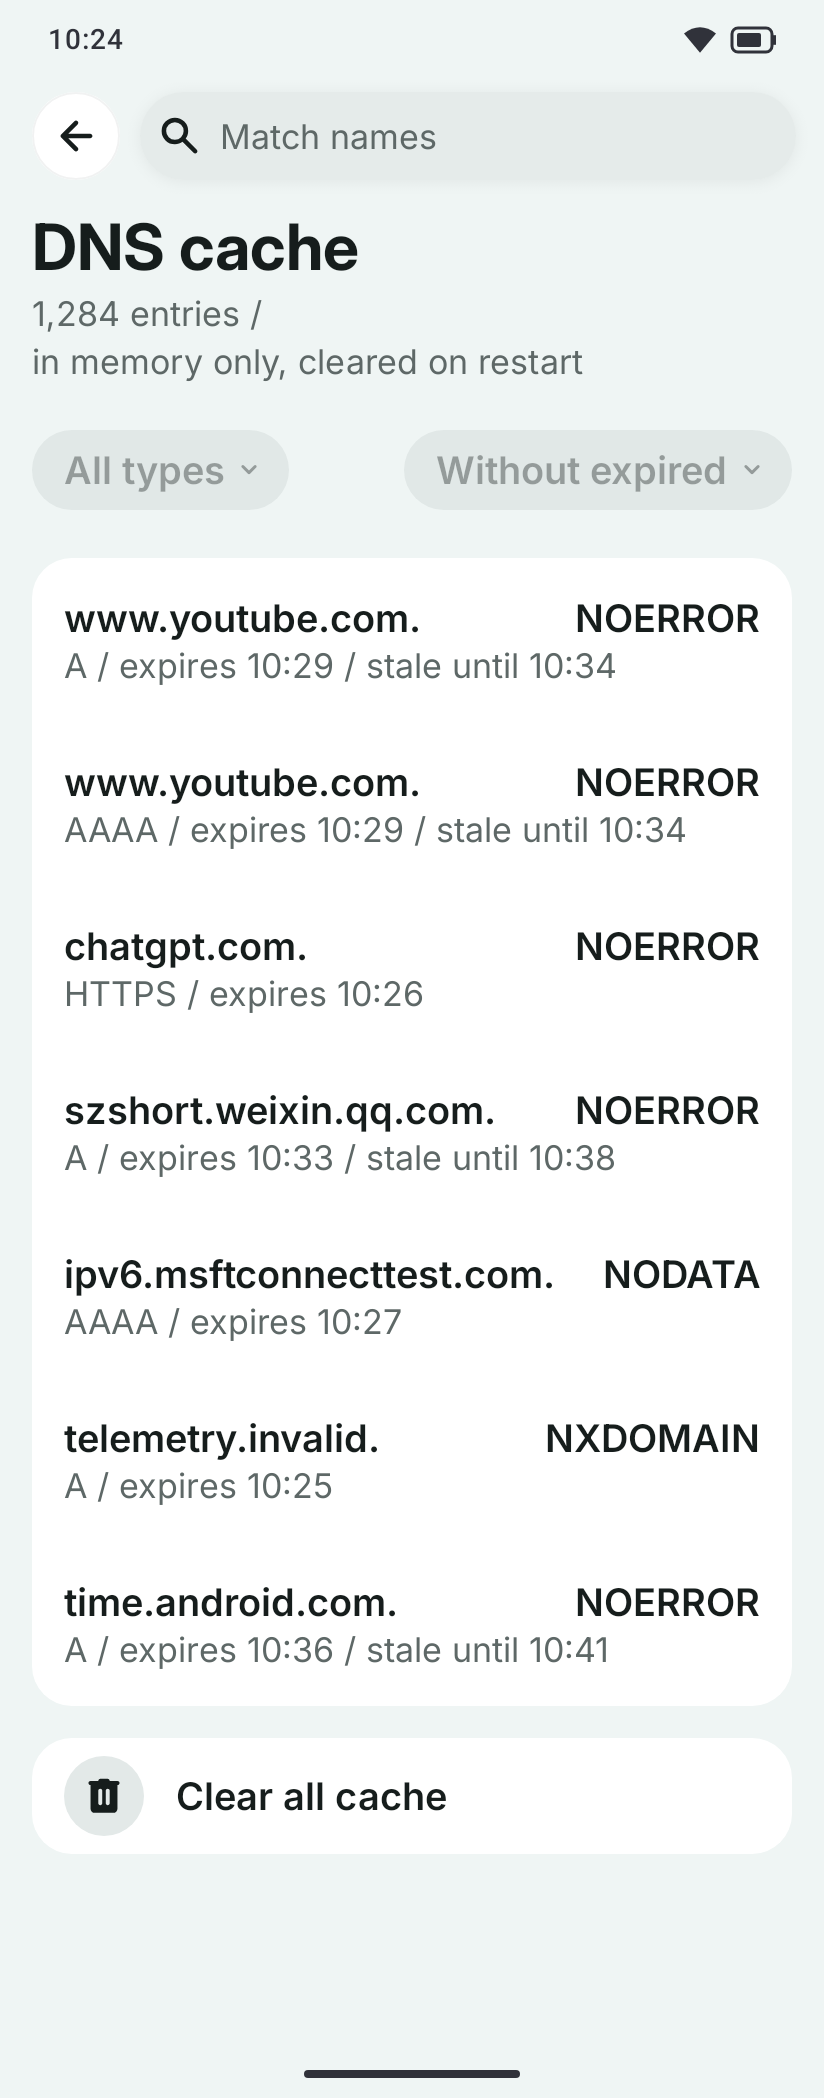 10:24
Match names
DNS cache
1,284 entries /
in memory only, cleared on restart
All types
Without expired
www.youtube.com. NOERROR
A / expires 10:29 / stale until 10:34
www.youtube.com. NOERROR
AAAA / expires 10:29 / stale until 10:34
chatgpt.com. NOERROR
HTTPS / expires 10:26
szshort.weixin.qq.com. NOERROR
A / expires 10:33 / stale until 10:38
ipv6.msftconnecttest.com. NODATA
AAAA / expires 10:27
telemetry.invalid. NXDOMAIN
A / expires 10:25
time.android.com. NOERROR
A / expires 10:36 / stale until 10:41
Clear all cache